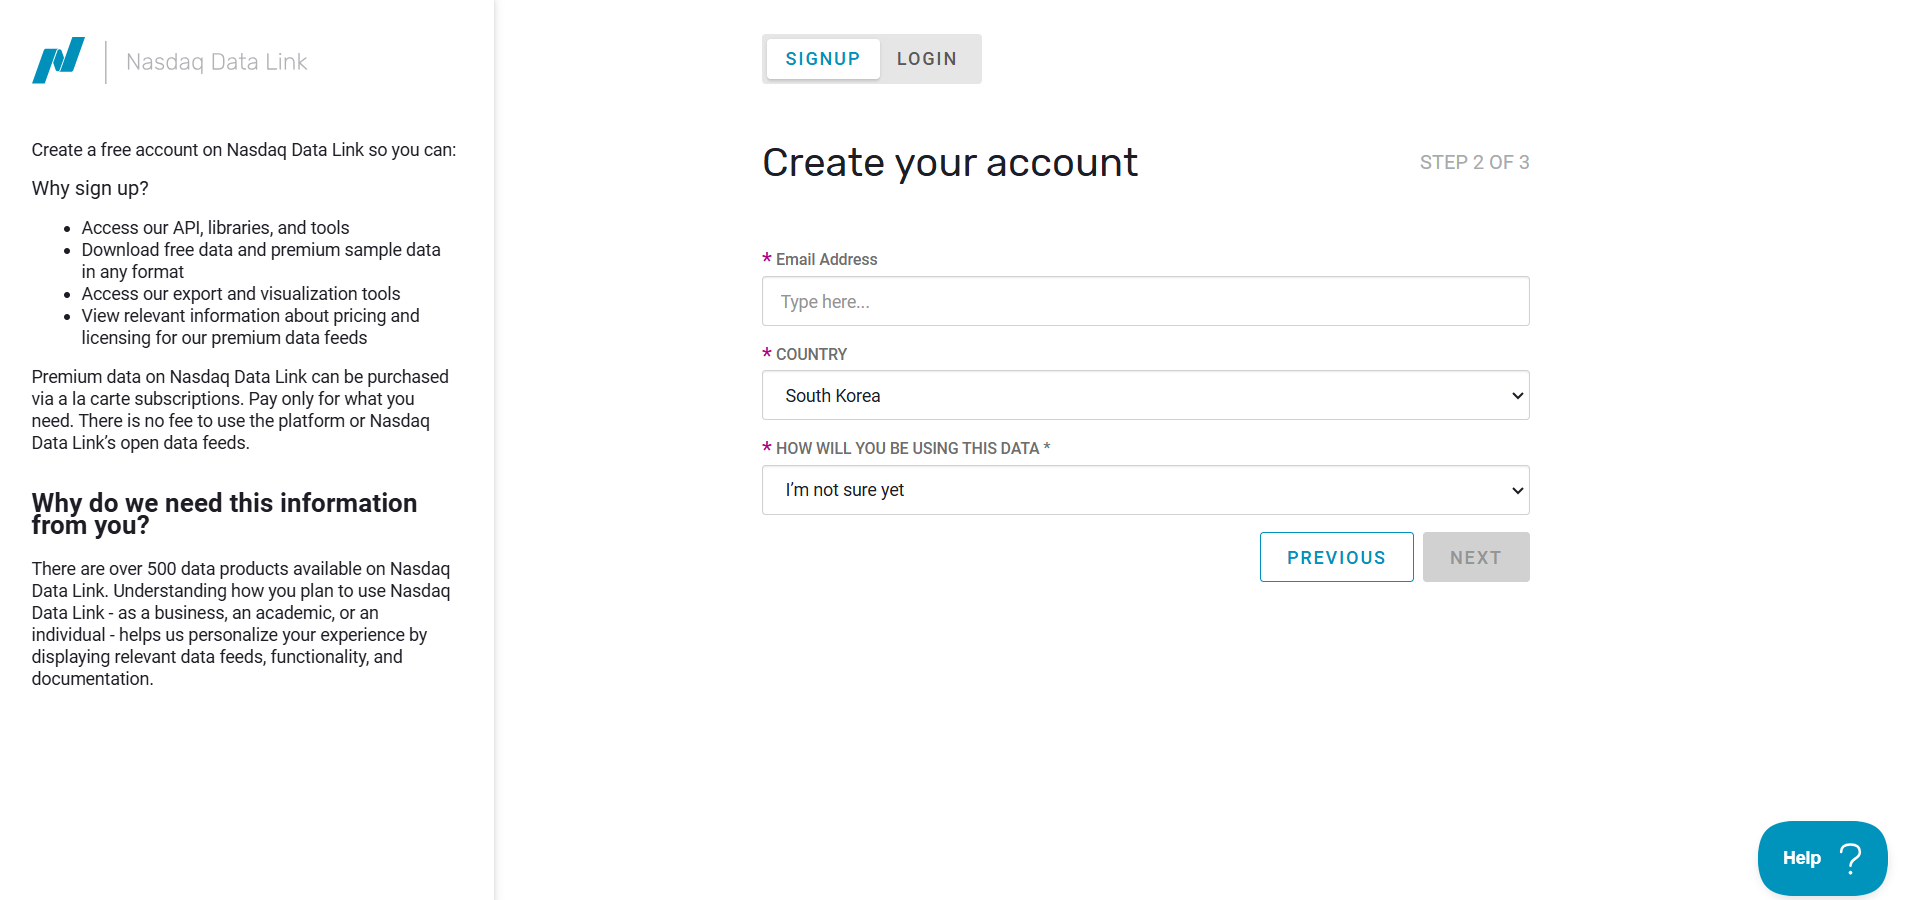 Nasdaq Data Link
Create a free account on Nasdaq Data Link so you can:
Why sign up?
Access our API, libraries, and tools
Download free data and premium sample data
in any format
Access our export and visualization tools
View relevant information about pricing and
licensing for our premium data feeds
Premium data on Nasdaq Data Link can be purchased
via a la carte subscriptions. Pay only for what you
need. There is no fee to use the platform or Nasdaq
Data Link’s open data feeds.
Why do we need this information
from you?
There are over 500 data products available on Nasdaq
Data Link. Understanding how you plan to use Nasdaq
Data Link - as a business, an academic, or an
individual - helps us personalize your experience by
displaying relevant data feeds, functionality, and
documentation.
SIGNUP LOGIN
Create your account STEP 2 OF 3
* Email Address
Type here...
* COUNTRY
South Korea
* HOW WILL YOU BE USING THIS DATA *
I’m not sure yet
PREVIOUS NEXT
Help ?